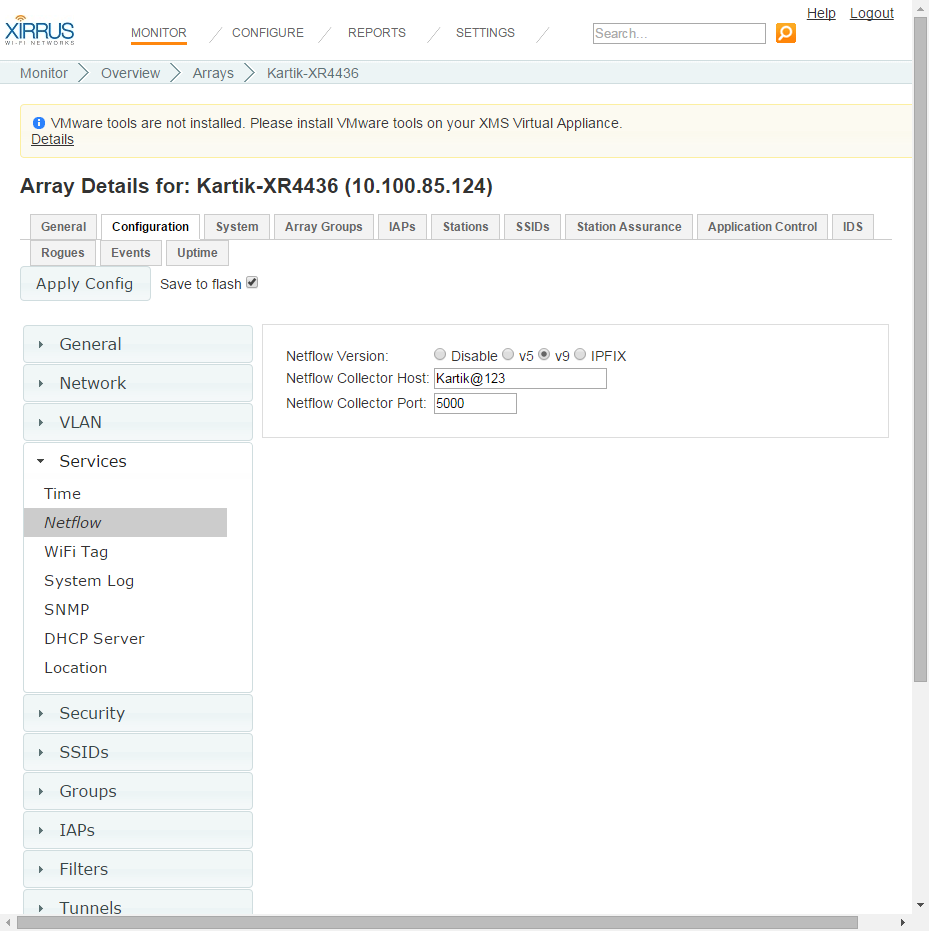 Help Logout
XIRRUS
WI-FI NETWORKS
MONITOR CONFIGURE REPORTS SETTINGS Search...
Monitor Overview Arrays Kartik-XR4436
VMware tools are not installed. Please install VMware tools on your XMS Virtual Appliance.
Details
Array Details for: Kartik-XR4436 (10.100.85.124)
General Configuration System Array Groups IAPs Stations SSIDs Station Assurance Application Control IDS
Rogues Events Uptime
Apply Config Save to flash
General
Network
VLAN
Services
Time
Netflow
WiFi Tag
System Log
SNMP
DHCP Server
Location
Security
SSIDs
Groups
IAPs
Filters
Tunnels
Netflow Version: Disable v5 v9 IPFIX
Netflow Collector Host: Kartik@123
Netflow Collector Port: 5000